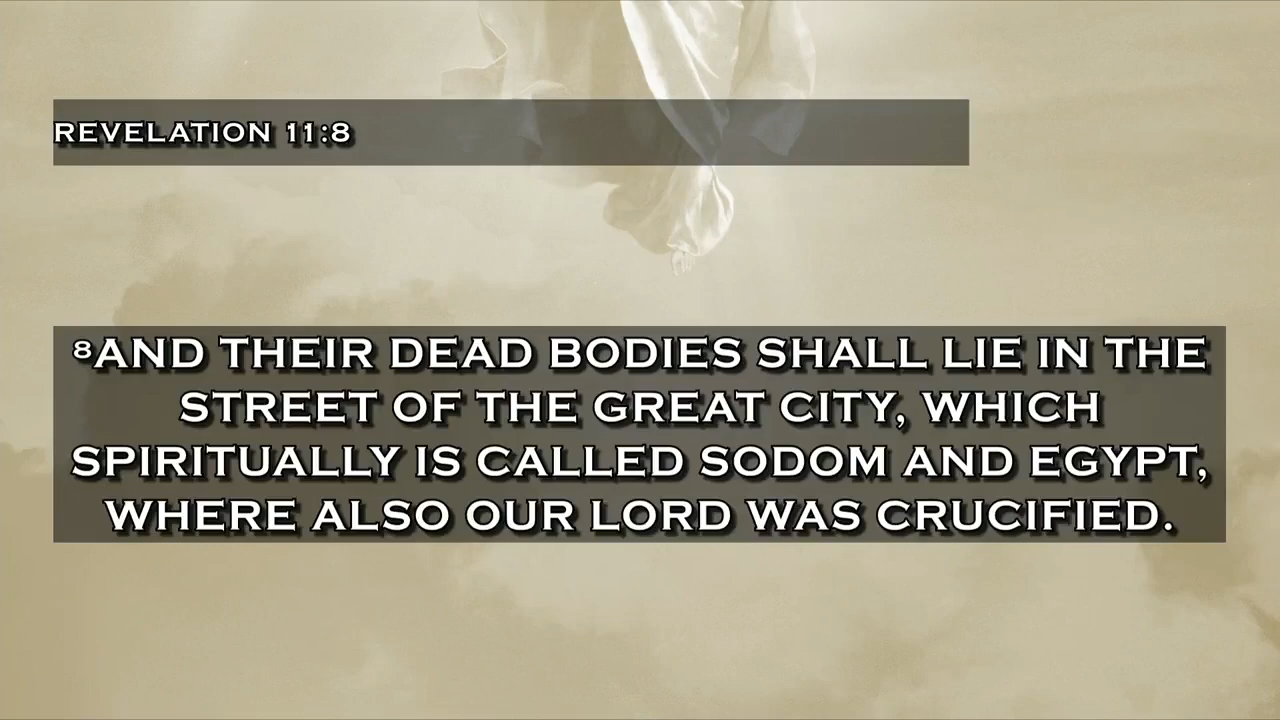 REVELATION 11:8
⁸AND THEIR DEAD BODIES SHALL LIE IN THE
STREET OF THE GREAT CITY, WHICH
SPIRITUALLY IS CALLED SODOM AND EGYPT,
WHERE ALSO OUR LORD WAS CRUCIFIED.